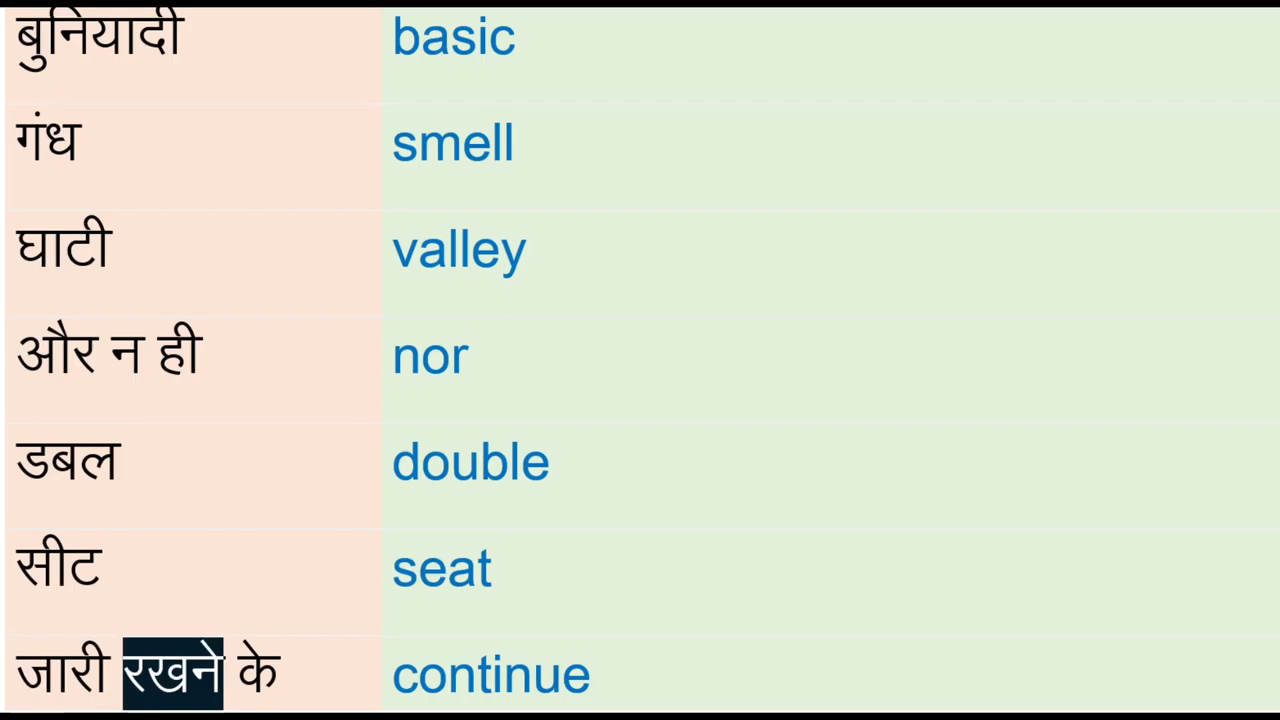 बुनियादी basic
गंध smell
घाटी valley
और न ही nor
डबल double
सीट seat
जारी रखने के continue